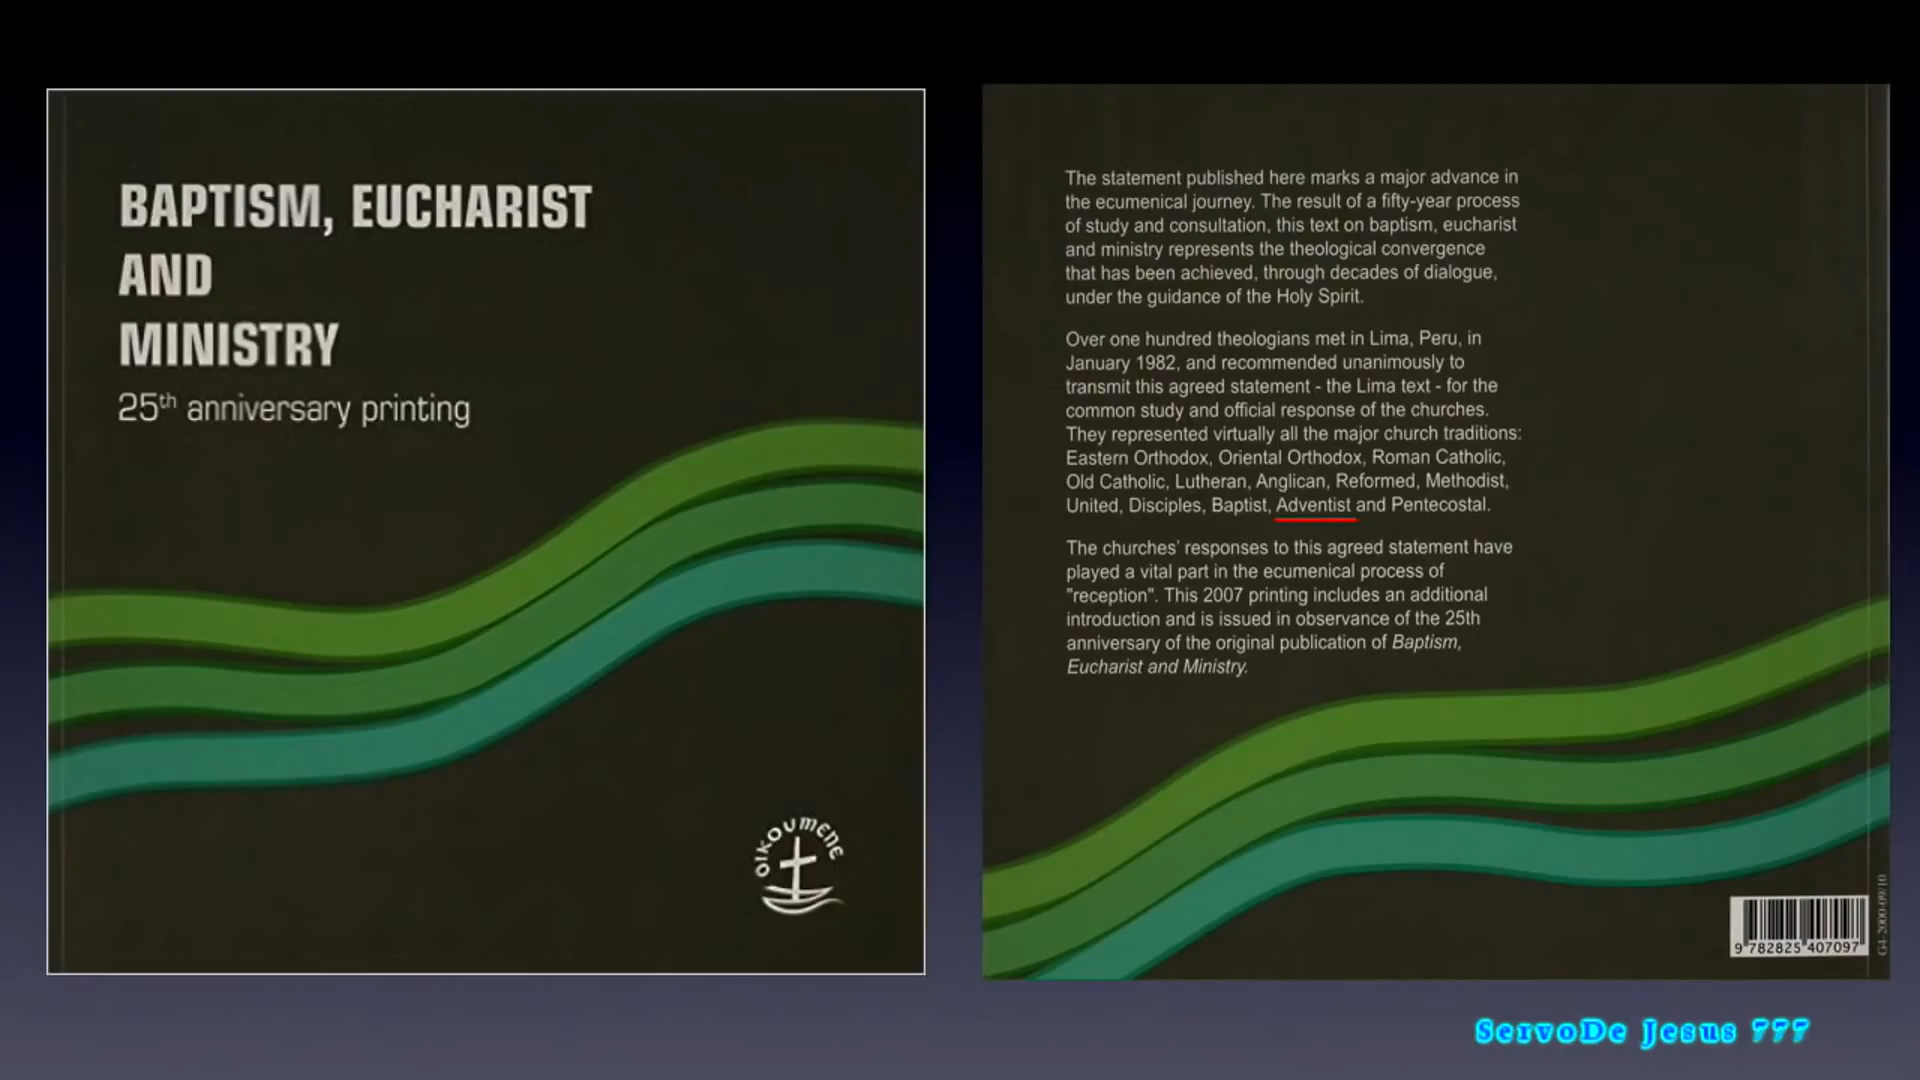 BAPTISM, EUCHARIST
AND
MINISTRY
25th anniversary printing
OIKOUMENE
The statement published here marks a major advance in
the ecumenical journey. The result of a fifty-year process
of study and consultation, this text on baptism, eucharist
and ministry represents the theological convergence
that has been achieved, through decades of dialogue,
under the guidance of the Holy Spirit.
Over one hundred theologians met in Lima, Peru, in
January 1982, and recommended unanimously to
transmit this agreed statement - the Lima text - for the
common study and official response of the churches.
They represented virtually all the major church traditions:
Eastern Orthodox, Oriental Orthodox, Roman Catholic,
Old Catholic, Lutheran, Anglican, Reformed, Methodist,
United, Disciples, Baptist, Adventist and Pentecostal.
The churches' responses to this agreed statement have
played a vital part in the ecumenical process of
"reception". This 2007 printing includes an additional
introduction and is issued in observance of the 25th
anniversary of the original publication of Baptism,
Eucharist and Ministry.
9 782825 407097
ServoDe Jesus 777